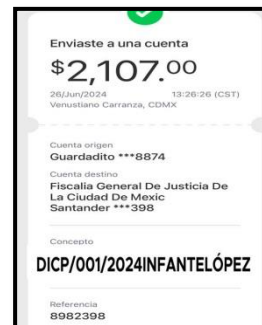 Enviaste a una cuenta
$2,107.00
26/Jun/2024 13:26:26 (CST)
Venustiano Carranza, CDMX
Cuenta origen
Guardadito ***8874
Cuenta destino
Fiscalia General De Justicia De
La Ciudad De Mexic
Santander ***398
Concepto
DICP/001/2024INFANTELÓPEZ
Referencia
8982398